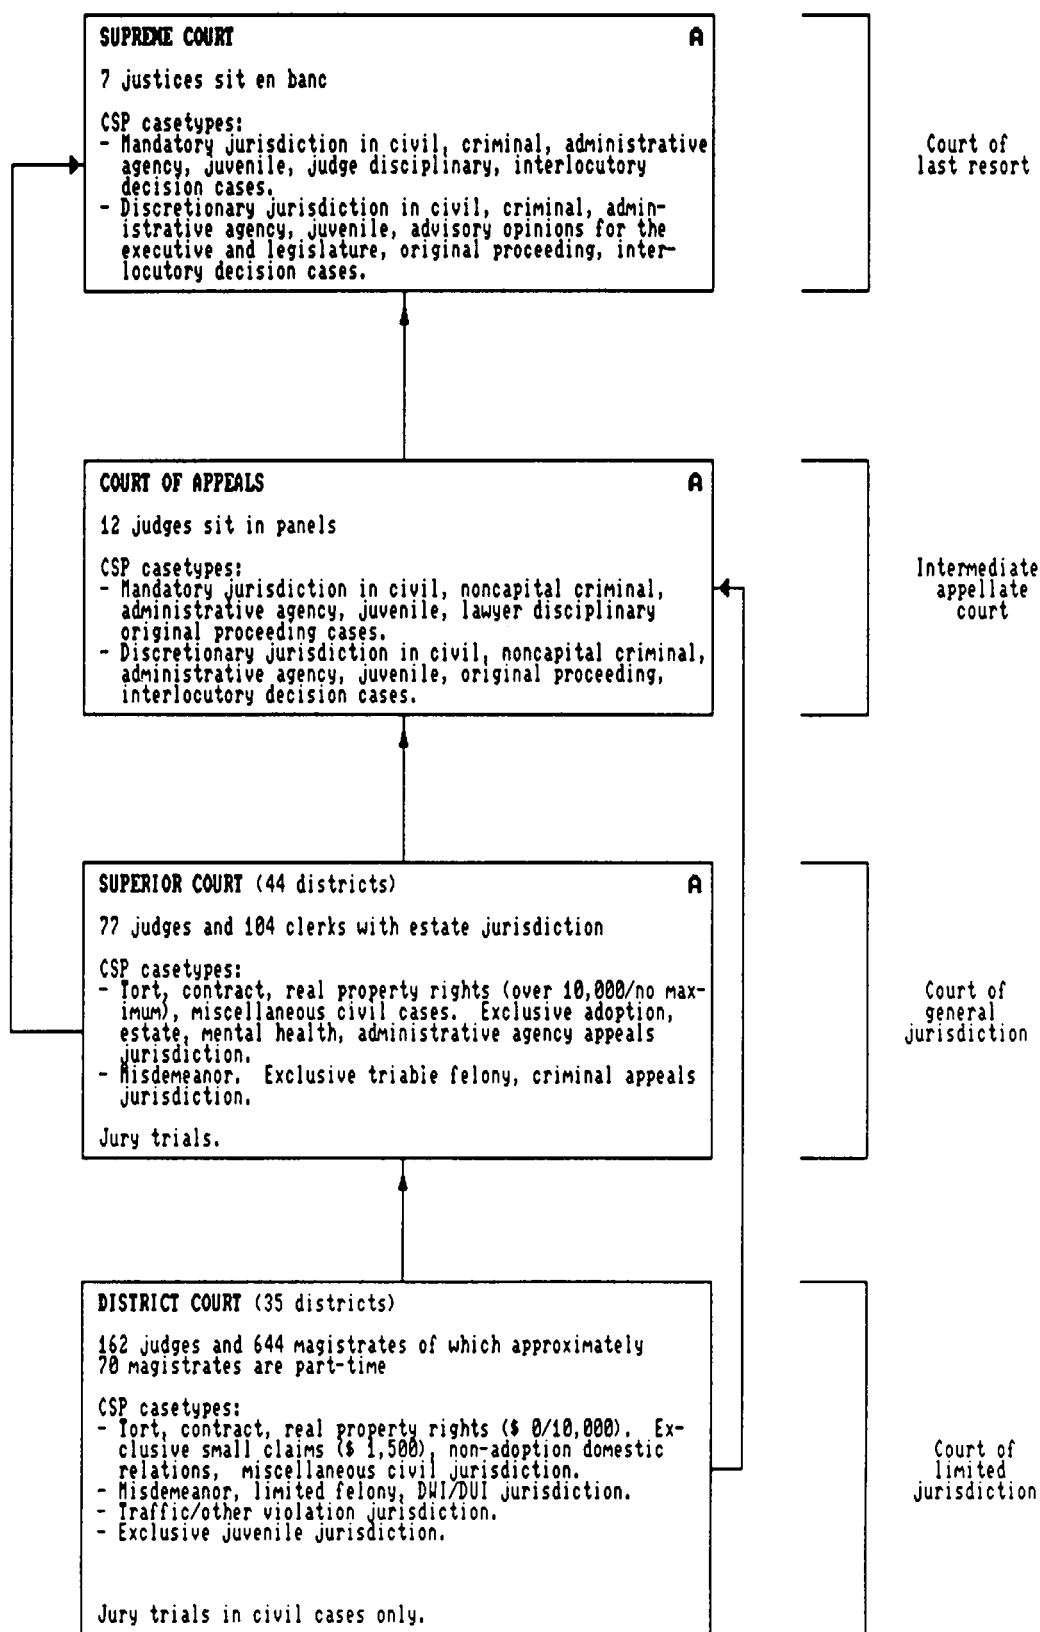 SUPREME COURT A
7 justices sit en banc
CSP casetypes:
- Mandatory jurisdiction in civil, criminal, administrative
agency, juvenile, judge disciplinary, interlocutory
decision cases.
- Discretionary jurisdiction in civil, criminal, admin-
istrative agency, juvenile, advisory opinions for the
executive and legislature, original proceeding, inter-
locutory decision cases.
Court of
last resort
COURT OF APPEALS A
12 judges sit in panels
CSP casetypes:
- Mandatory jurisdiction in civil, noncapital criminal,
administrative agency, juvenile, lawyer disciplinary
original proceeding cases.
- Discretionary jurisdiction in civil, noncapital criminal,
administrative agency, juvenile, original proceeding,
interlocutory decision cases.
Intermediate
appellate
court
SUPERIOR COURT (44 districts) A
77 judges and 104 clerks with estate jurisdiction
CSP casetypes:
- Tort, contract, real property rights (over 10,000/no max-
imum), miscellaneous civil cases. Exclusive adoption,
estate, mental health, administrative agency appeals
jurisdiction.
- Misdemeanor. Exclusive triable felony, criminal appeals
jurisdiction.
Jury trials.
Court of
general
jurisdiction
DISTRICT COURT (35 districts)
162 judges and 644 magistrates of which approximately
70 magistrates are part-time
CSP casetypes:
- Tort, contract, real property rights ($ 0/10,000). Ex-
clusive small claims ($ 1,500), non-adoption domestic
relations, miscellaneous civil jurisdiction.
- Misdemeanor, limited felony, DWI/DUI jurisdiction.
- Traffic/other violation jurisdiction.
- Exclusive juvenile jurisdiction.
Jury trials in civil cases only.
Court of
limited
jurisdiction